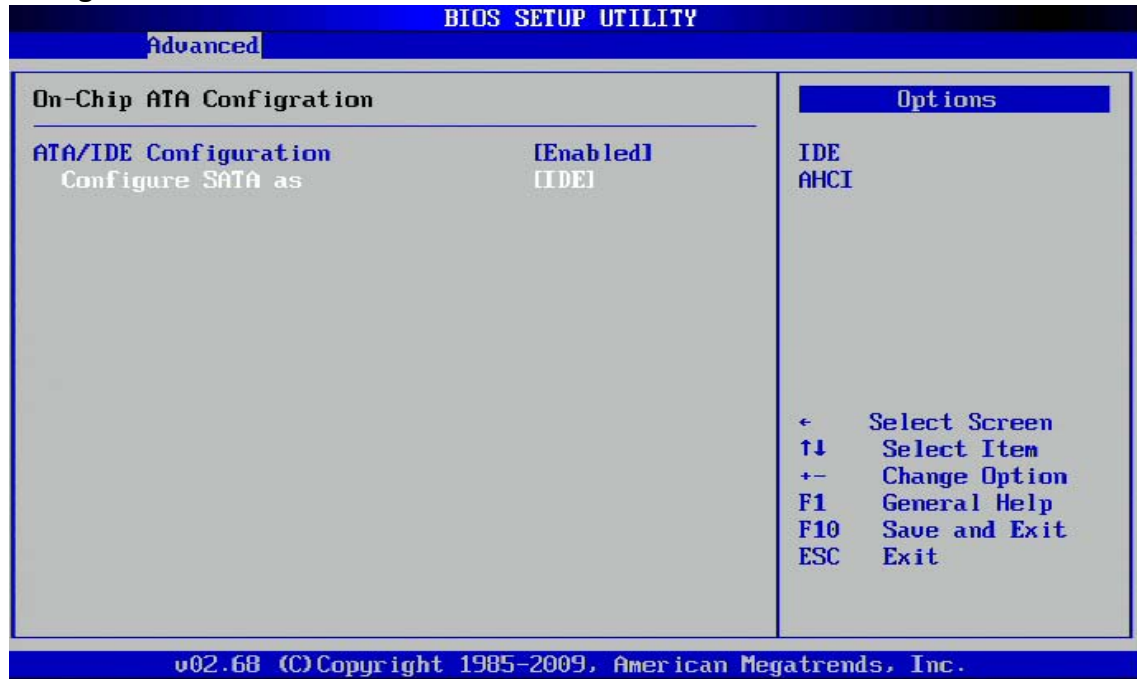 BIOS SETUP UTILITY
Advanced
On-Chip ATA Configration
ATA/IDE Configuration [Enabled]
Configure SATA as [IDE]
Options
IDE
AHCI
← Select Screen
↑↓ Select Item
+- Change Option
F1 General Help
F10 Save and Exit
ESC Exit
v02.68 (C)Copyright 1985-2009, American Megatrends, Inc.